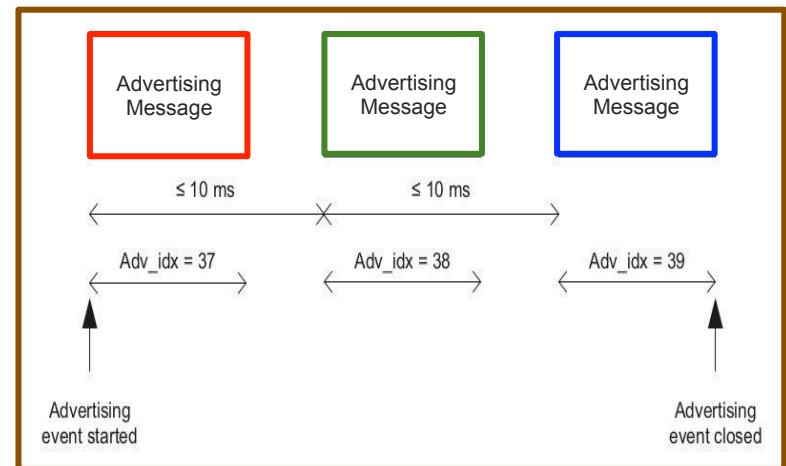 Advertising
Message
Advertising
Message
Advertising
Message
≤ 10 ms
≤ 10 ms
Adv_idx = 37
Adv_idx = 38
Adv_idx = 39
Advertising
event started
Advertising
event closed